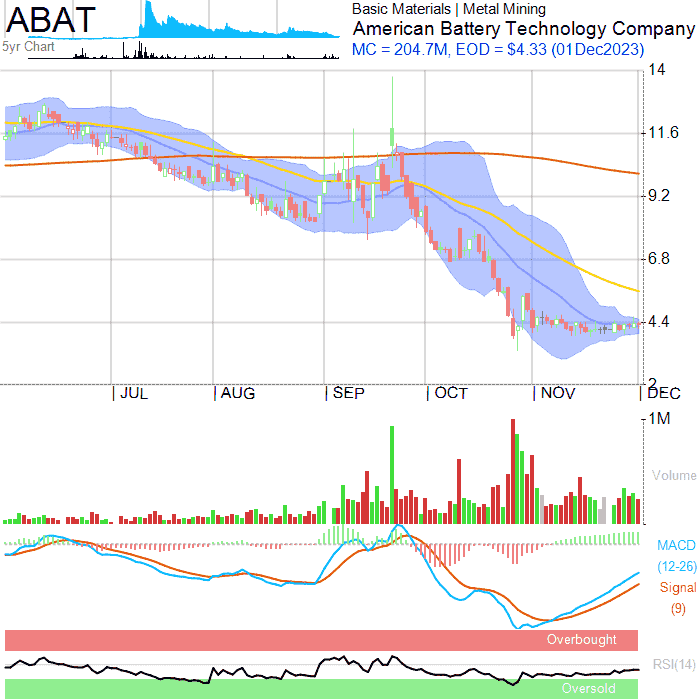 ABAT
5yr Chart
Basic Materials | Metal Mining
American Battery Technology Company
MC = 204.7M, EOD = $4.33 (01Dec2023)
14
11.6
9.2
6.8
4.4
2
JUL AUG SEP OCT NOV DEC
1M
Volume
MACD
(12-26)
Signal
(9)
Overbought
RSI(14)
Oversold